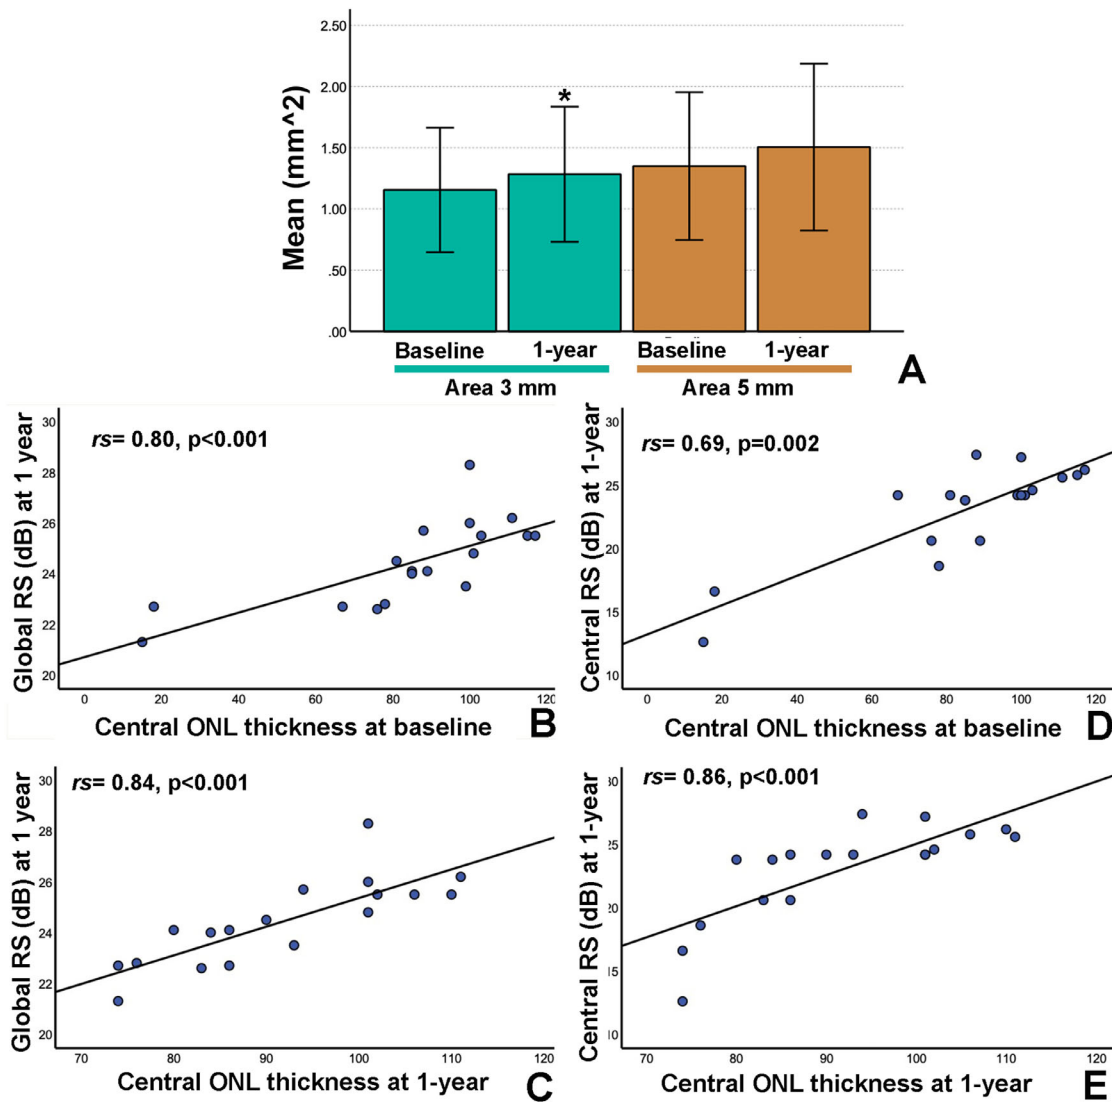 2.50
2.00
1.50
1.00
.50
.00
Mean (mm^2)
*
Baseline 1-year Baseline 1-year
Area 3 mm Area 5 mm
A
Global RS (dB) at 1 year
30
28
26
24
22
20
rs= 0.80, p<0.001
0 20 40 60 80 100 120
Central ONL thickness at baseline
B
Central RS (dB) at 1-year
30
25
20
15
10
rs= 0.69, p=0.002
0 20 40 60 80 100 120
Central ONL thickness at baseline
D
Global RS (dB) at 1 year
30
28
26
24
22
20
rs= 0.84, p<0.001
70 80 90 100 110 120
Central ONL thickness at 1-year
C
Central RS (dB) at 1-year
30
25
20
15
10
rs= 0.86, p<0.001
70 80 90 100 110 120
Central ONL thickness at 1-year
E